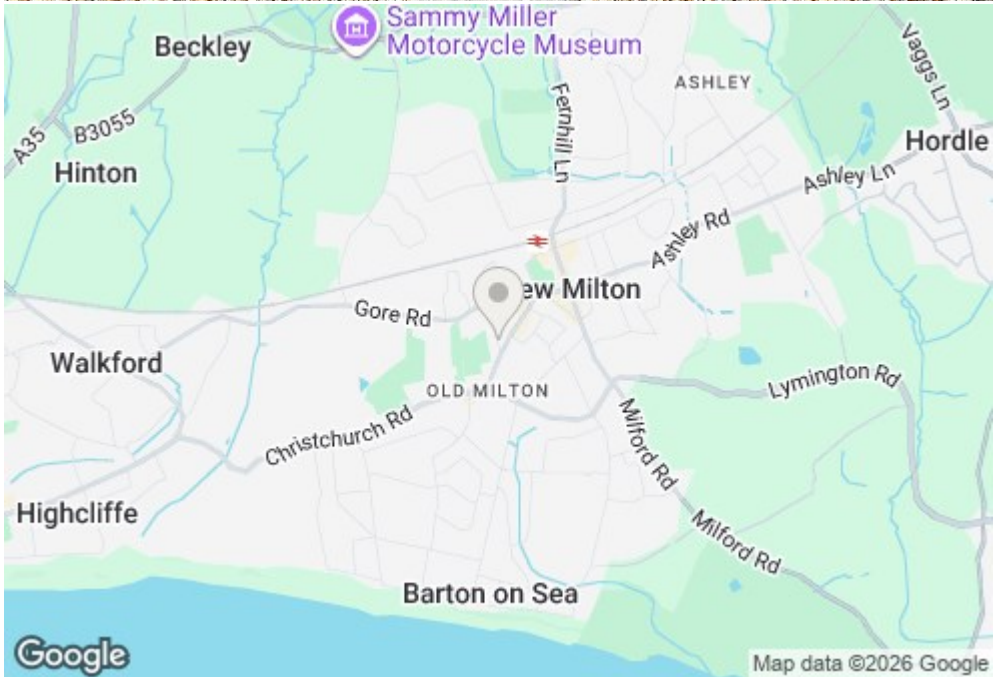 Sammy Miller
Motorcycle Museum
Beckley
ASHLEY
Vaggs Ln
Fernhill Ln
A35
B3055
Hordle
Hinton
Ashley Ln
Ashley Rd
ew Milton
Gore Rd
Walkford
OLD MILTON
Lymington Rd
Christchurch Rd
Milford Rd
Highcliffe
Milford Rd
Barton on Sea
Google
Map data ©2026 Google